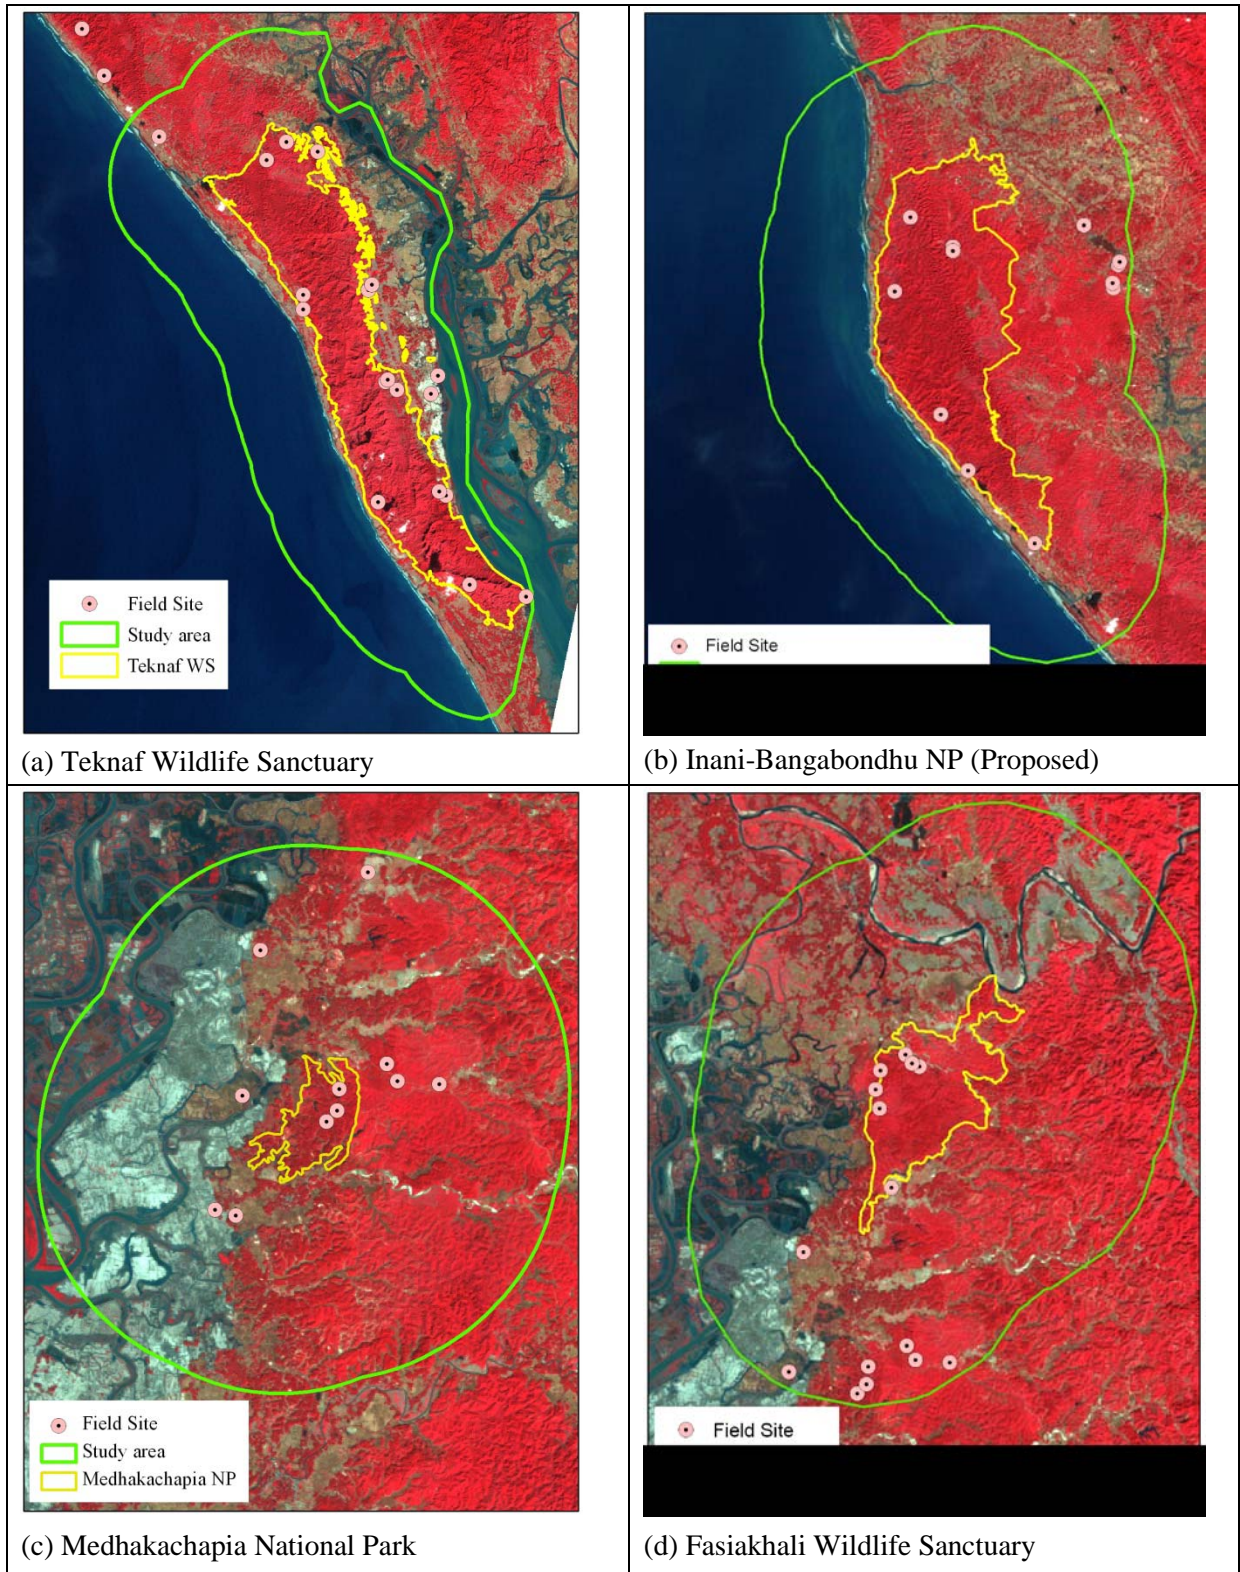 Field Site
Study area
Teknaf WS
(a) Teknaf Wildlife Sanctuary
Field Site
(b) Inani-Bangabondhu NP (Proposed)
Field Site
Study area
Medhakachapia NP
(c) Medhakachapia National Park
Field Site
(d) Fasiakhali Wildlife Sanctuary